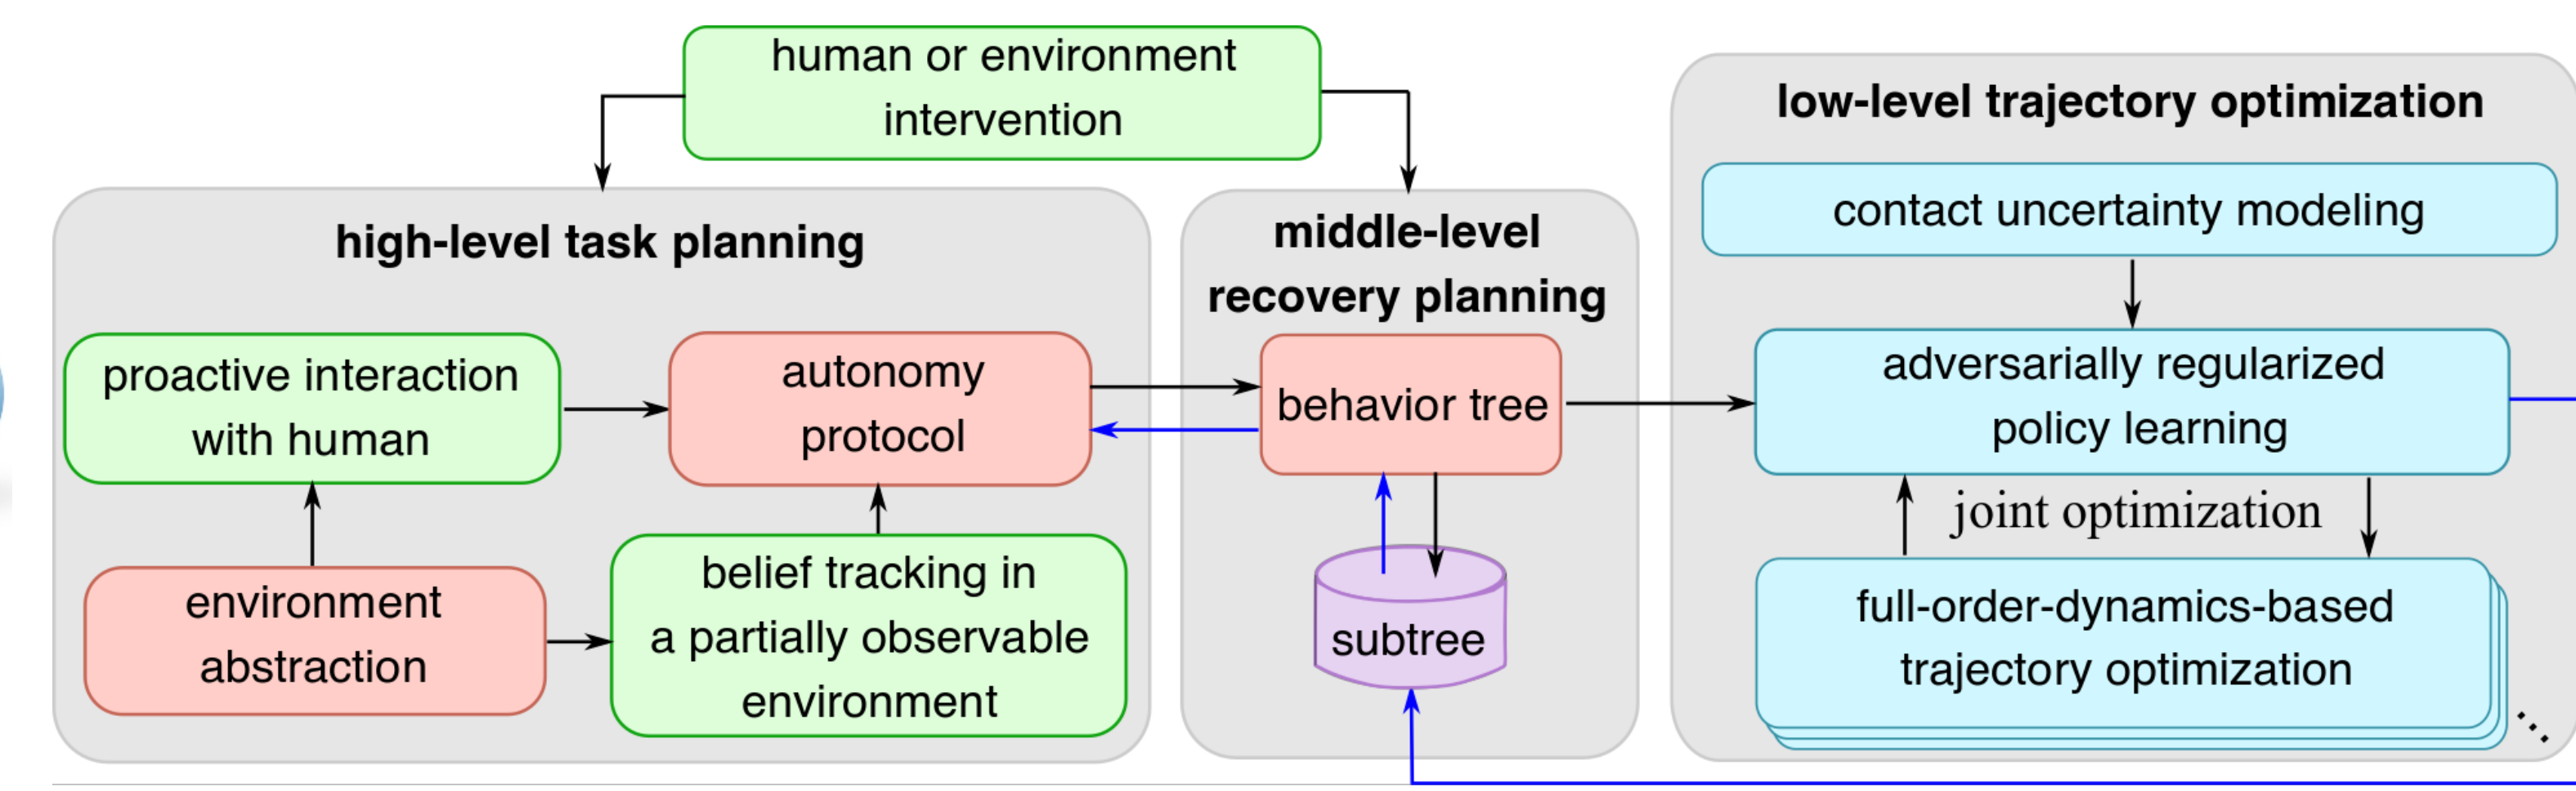 human or environment
intervention
high-level task planning
proactive interaction
with human
autonomy
protocol
environment
abstraction
belief tracking in
a partially observable
environment
middle-level
recovery planning
behavior tree
subtree
low-level trajectory optimization
contact uncertainty modeling
adversarially regularized
policy learning
joint optimization
full-order-dynamics-based
trajectory optimization